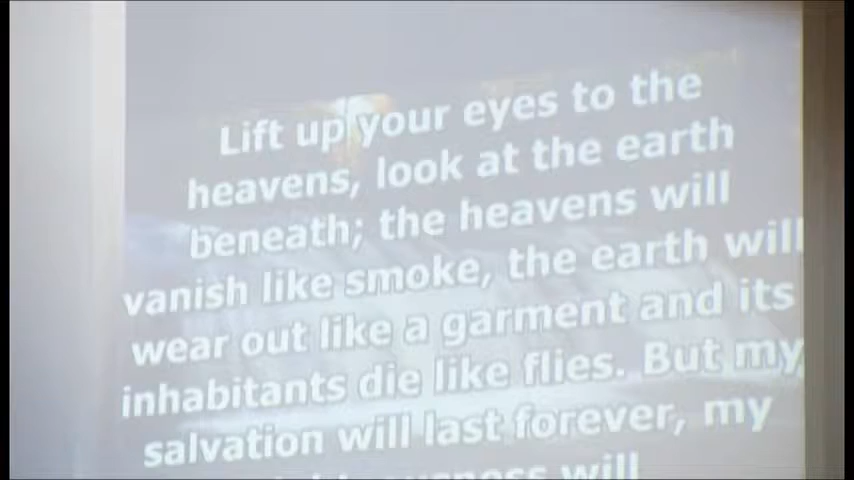 Lift up your eyes to the
heavens, look at the earth
beneath; the heavens will
vanish like smoke, the earth will
wear out like a garment and its
inhabitants die like flies. But my
salvation will last forever, my
will